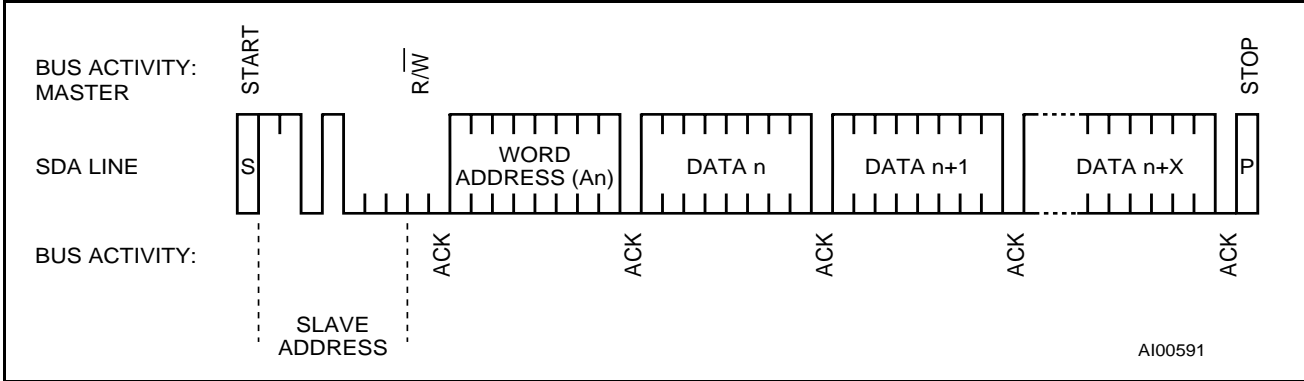 START
R/W
STOP
BUS ACTIVITY:
MASTER
SDA LINE
S
WORD
ADDRESS (An)
DATA n
DATA n+1
DATA n+X
P
BUS ACTIVITY:
ACK
ACK
ACK
ACK
ACK
SLAVE
ADDRESS
AI00591